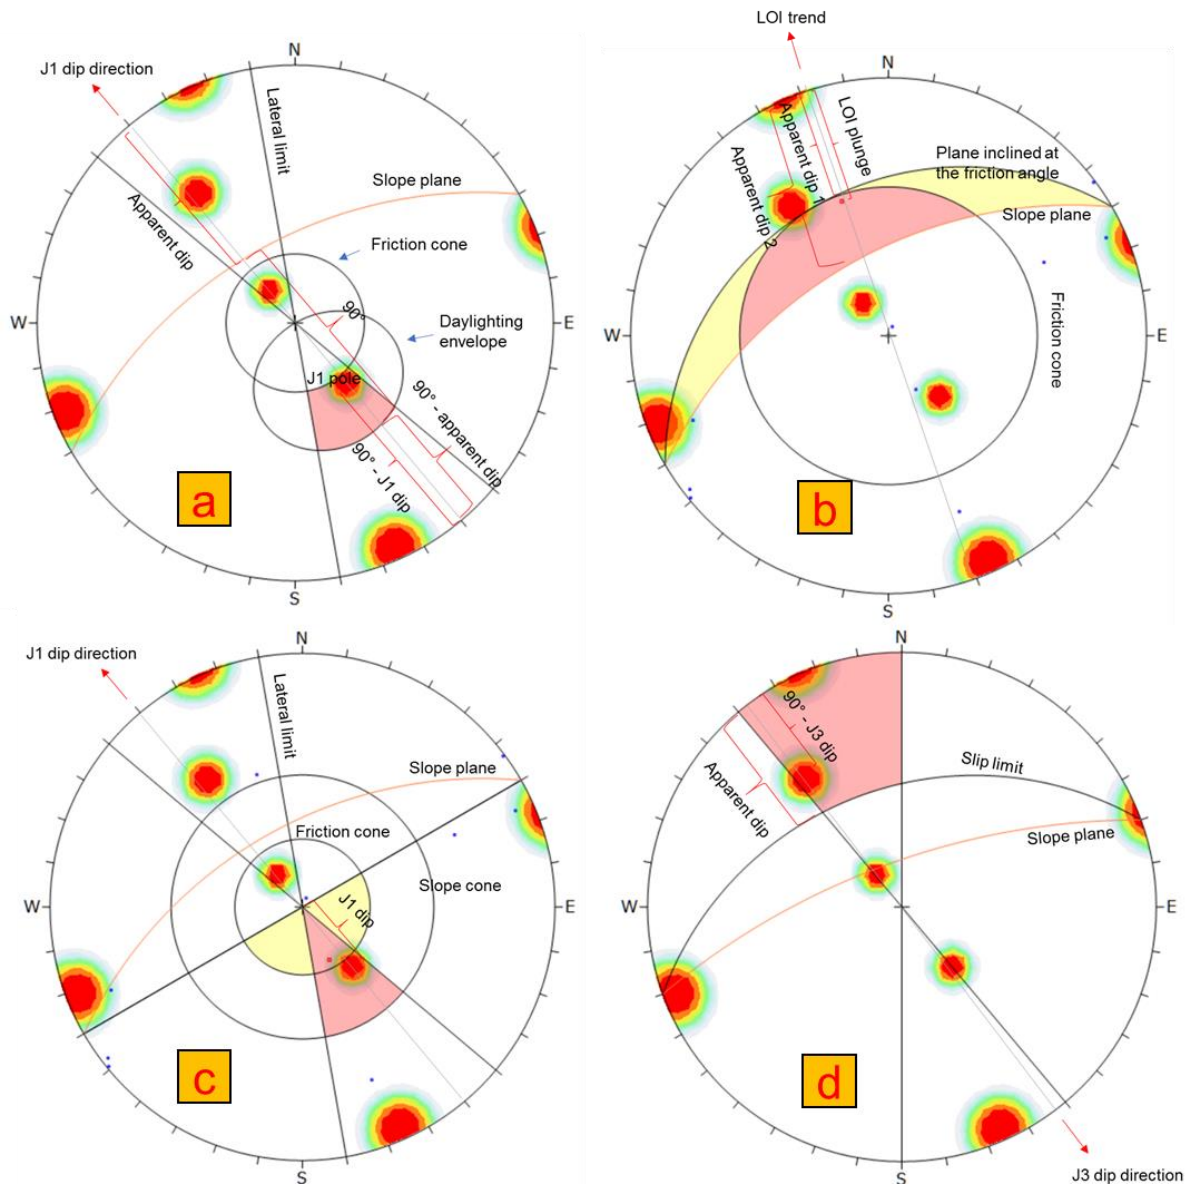 J1 dip direction
N
Lateral limit
Slope plane
Apparent dip
Friction cone
90°
W
E
Daylighting
envelope
J1 pole
90° - apparent dip
90° - J1 dip
a
S
LOI trend
N
Apparent dip 1
LOI plunge
Apparent dip 2
Plane inclined at
the friction angle
Slope plane
W
E
Friction cone
b
S
J1 dip direction
N
Lateral limit
Slope plane
Friction cone
Slope cone
J1 dip
W
E
c
S
N
90° - J3 dip
Apparent dip
Slip limit
Slope plane
W
E
d
S
J3 dip direction